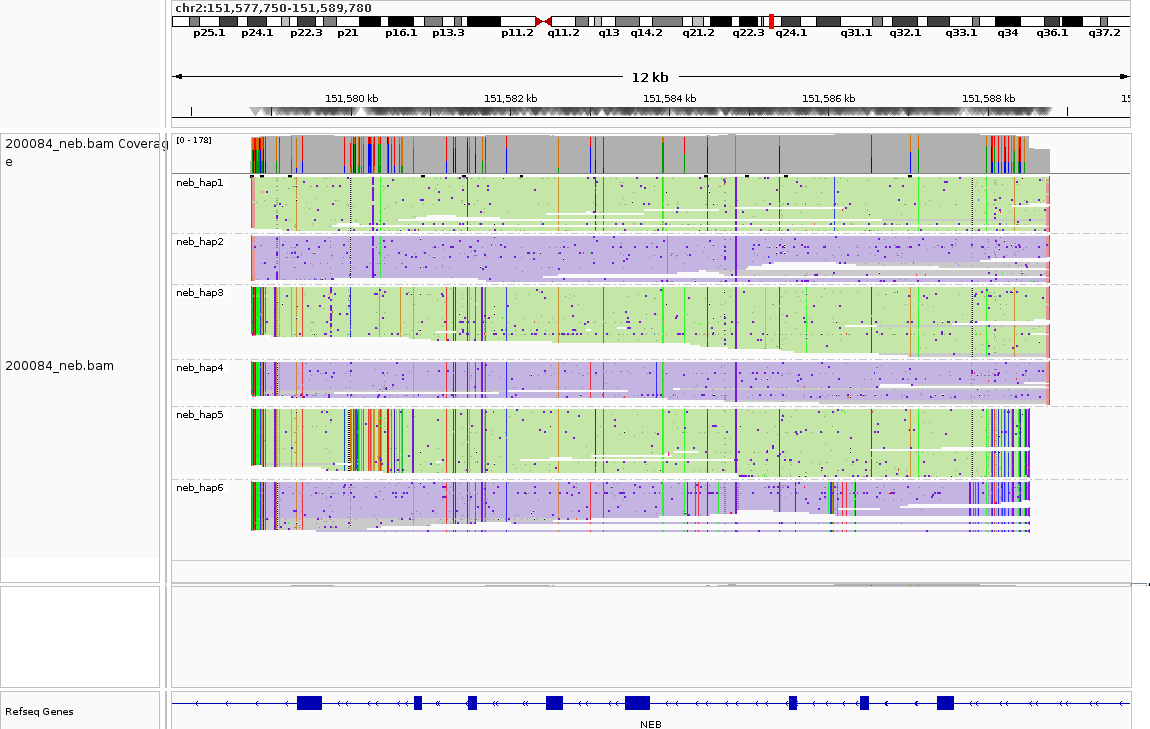 chr2:151,577,750-151,589,780
p25.1 p24.1 p22.3 p21 p16.1 p13.3 p11.2 q11.2 q13 q14.2 q21.2 q22.3 q24.1 q31.1 q32.1 q33.1 q34 q36.1 q37.2
12 kb
151,580 kb 151,582 kb 151,584 kb 151,586 kb 151,588 kb 15
200084_neb.bam Coverag
e
[0 - 178]
neb_hap1
neb_hap2
neb_hap3
200084_neb.bam
neb_hap4
neb_hap5
neb_hap6
Refseq Genes
NEB